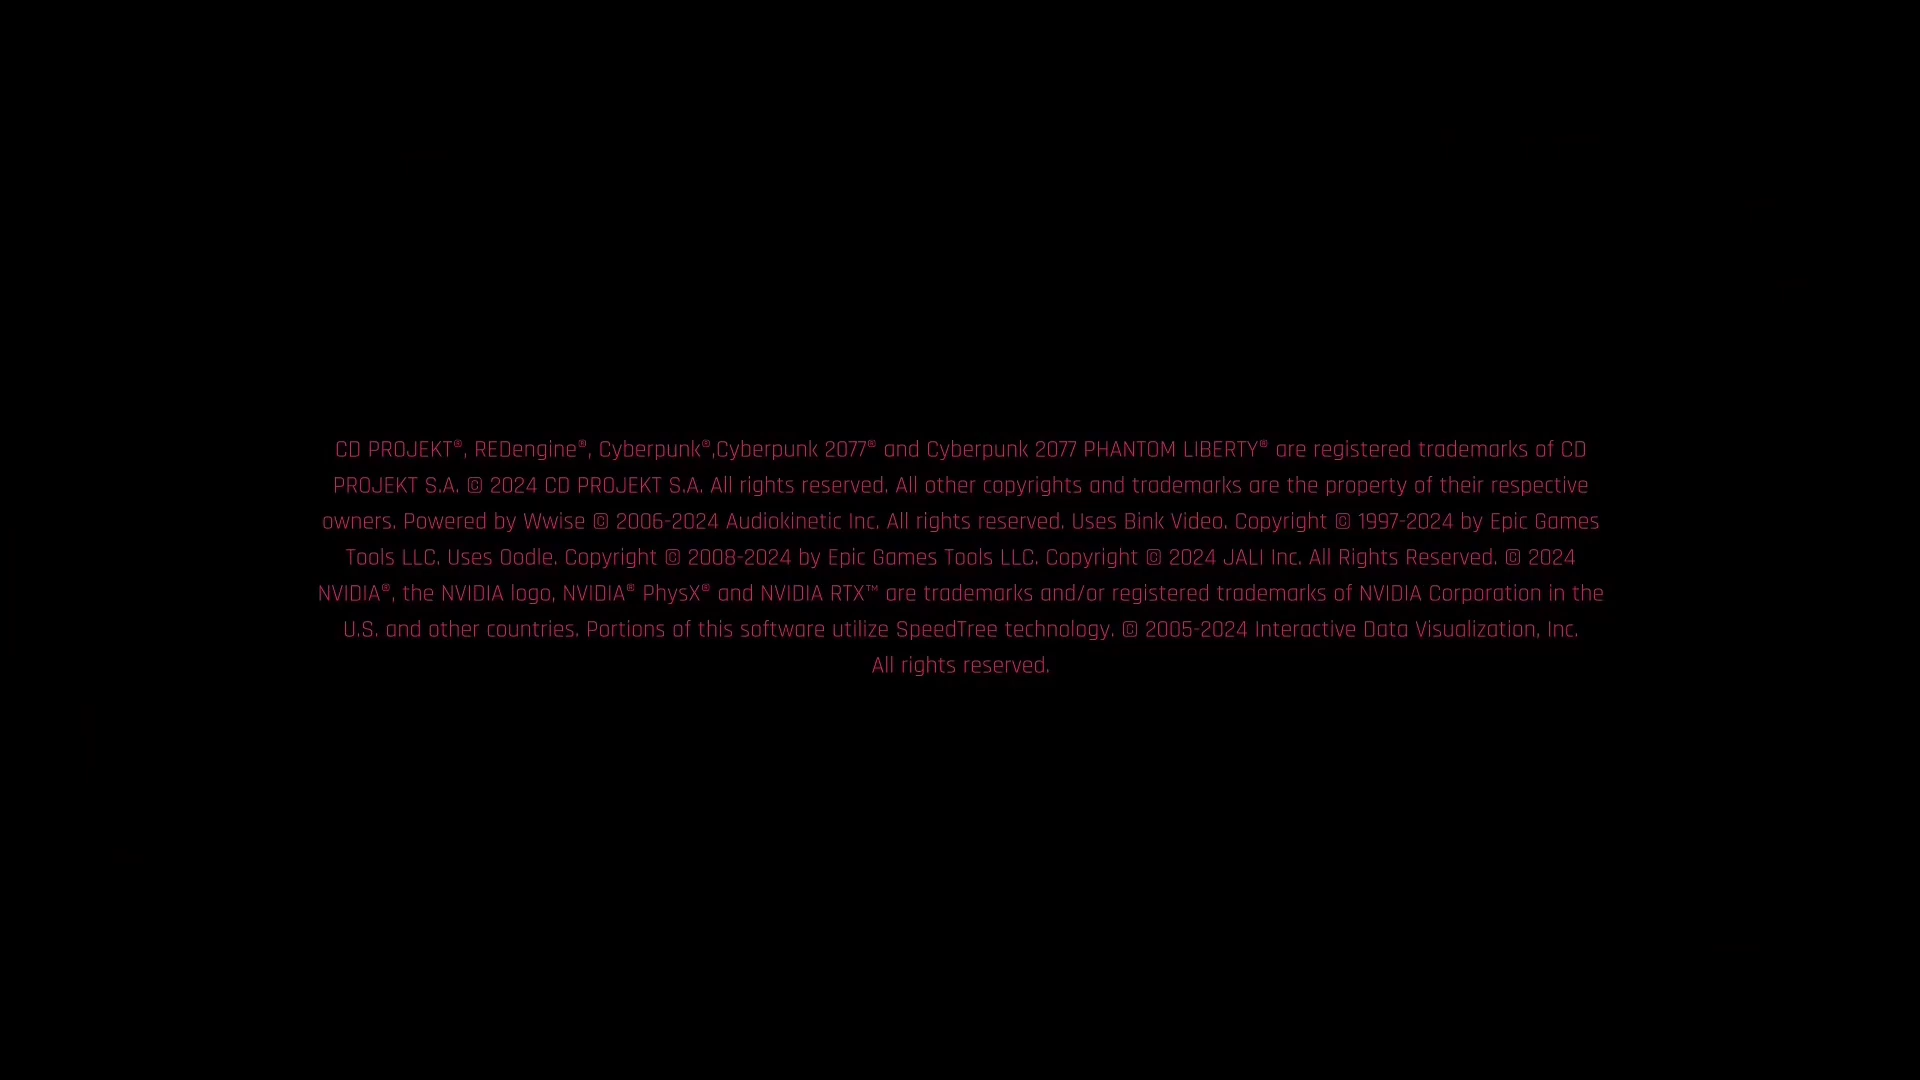 CD PROJEKT®, REDengine®, Cyberpunk®,Cyberpunk 2077® and Cyberpunk 2077 PHANTOM LIBERTY® are registered trademarks of CD
PROJEKT S.A. © 2024 CD PROJEKT S.A. All rights reserved. All other copyrights and trademarks are the property of their respective
owners. Powered by Wwise © 2006-2024 Audiokinetic Inc. All rights reserved. Uses Bink Video. Copyright © 1997-2024 by Epic Games
Tools LLC. Uses Oodle. Copyright © 2008-2024 by Epic Games Tools LLC. Copyright © 2024 JALI Inc. All Rights Reserved. © 2024
NVIDIA®, the NVIDIA logo, NVIDIA® PhysX® and NVIDIA RTX™ are trademarks and/or registered trademarks of NVIDIA Corporation in the
U.S. and other countries. Portions of this software utilize SpeedTree technology. © 2005-2024 Interactive Data Visualization, Inc.
All rights reserved.